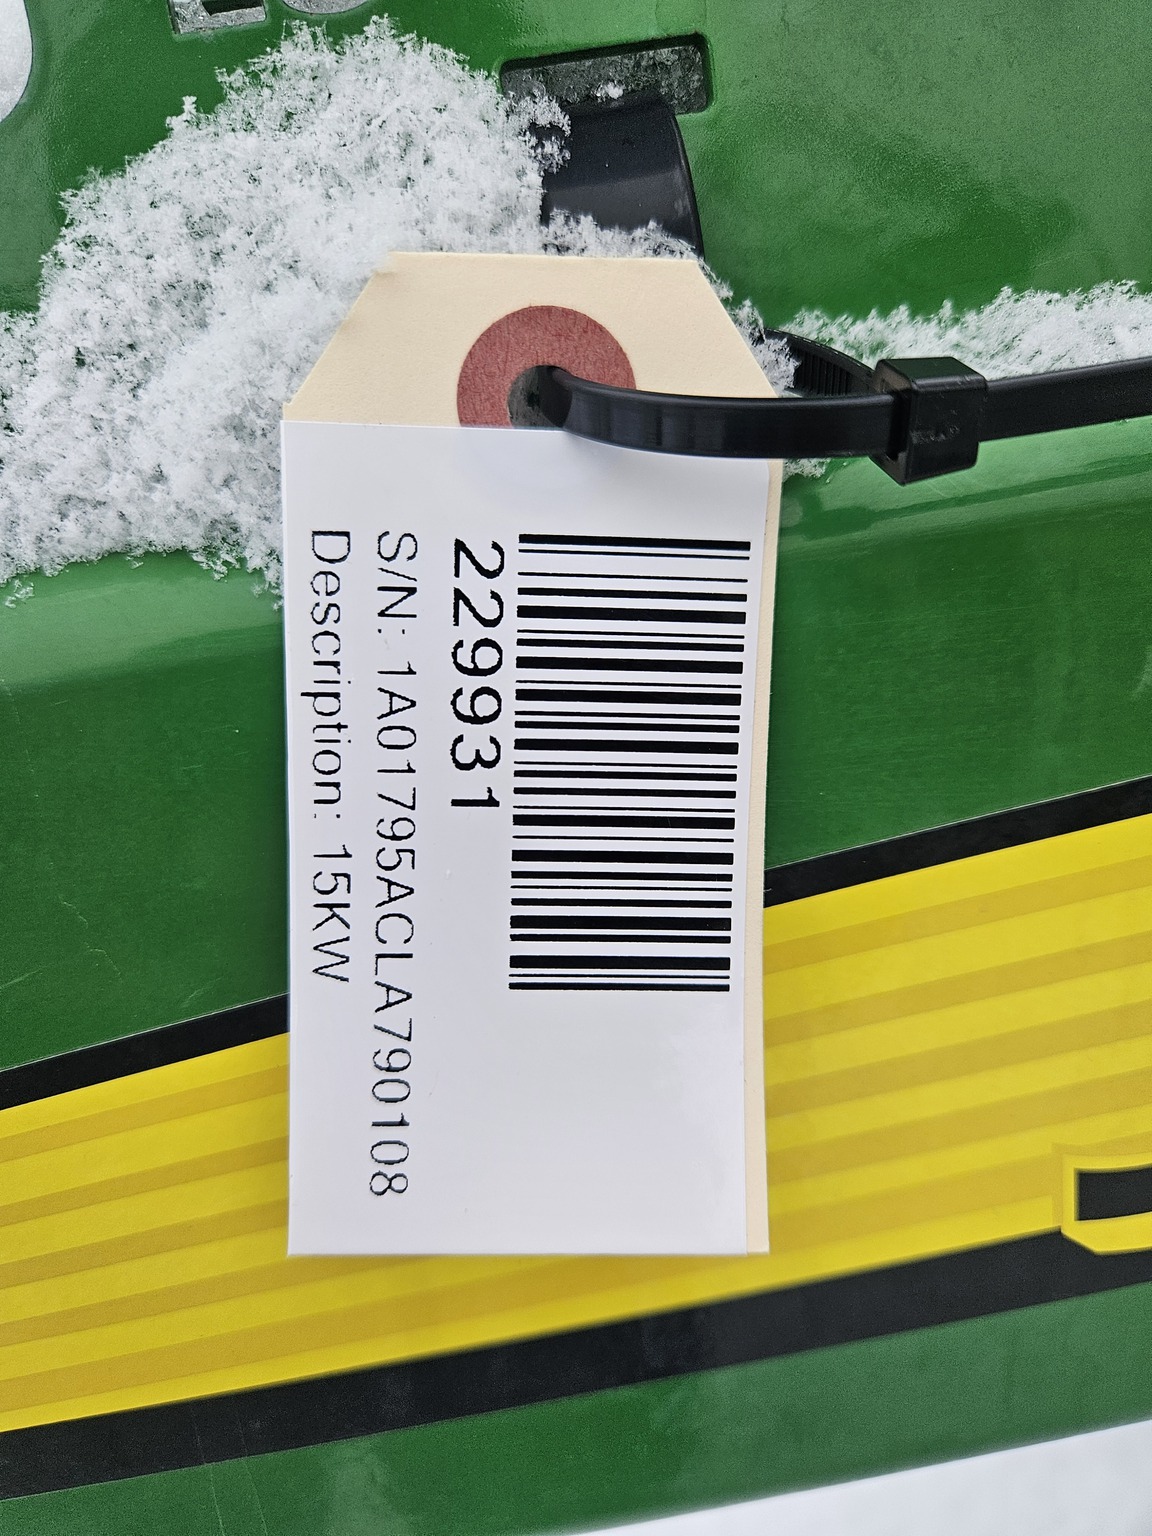 229931
S/N: 1A01795ACLA790108
Description: 15KW